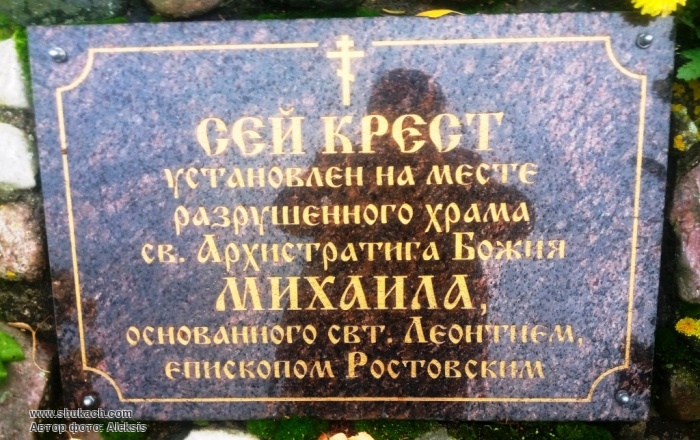 СЕЙ КРЕСТ
установлен на месте
разрушенного храма
св. Архистратига Божия
МИХАИЛА,
основанного свт. Леонтием,
епископом Ростовским
www.shukach.com
Автор фото: Aleksis